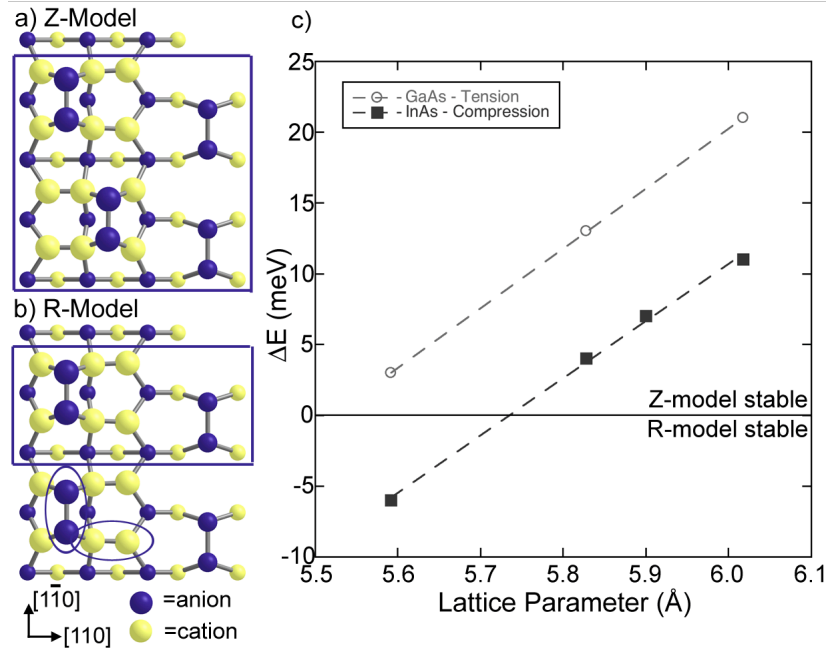 a) Z-Model
b) R-Model
[11̄0]
[110]
=anion
=cation
c)
25
20
15
10
5
0
-5
-10
ΔE (meV)
- GaAs - Tension
- InAs - Compression
Z-model stable
R-model stable
5.5 5.6 5.7 5.8 5.9 6.0 6.1
Lattice Parameter (Å)